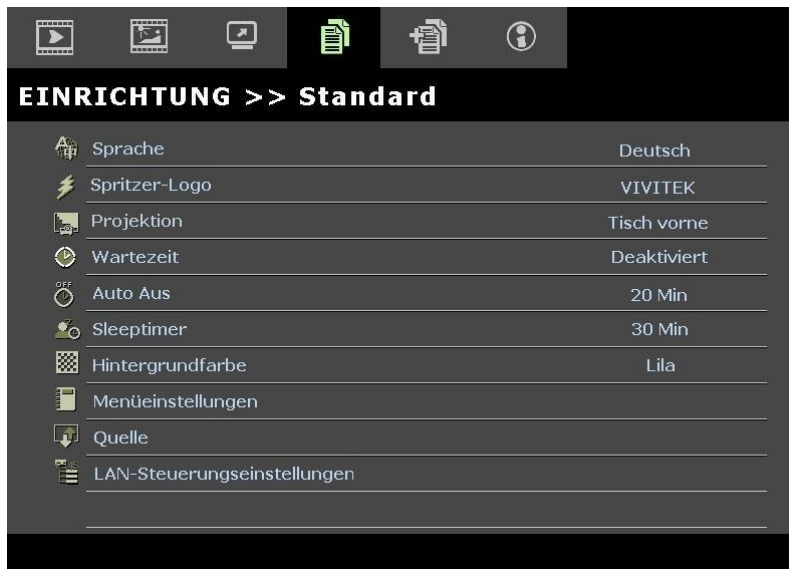 EINRICHTUNG >> Standard
Sprache Deutsch
Spritzer-Logo VIVITEK
Projektion Tisch vorne
Wartezeit Deaktiviert
OFF
Auto Aus 20 Min
Sleeptimer 30 Min
Hintergrundfarbe Lila
Menüeinstellungen
Quelle
LAN-Steuerungseinstellungen